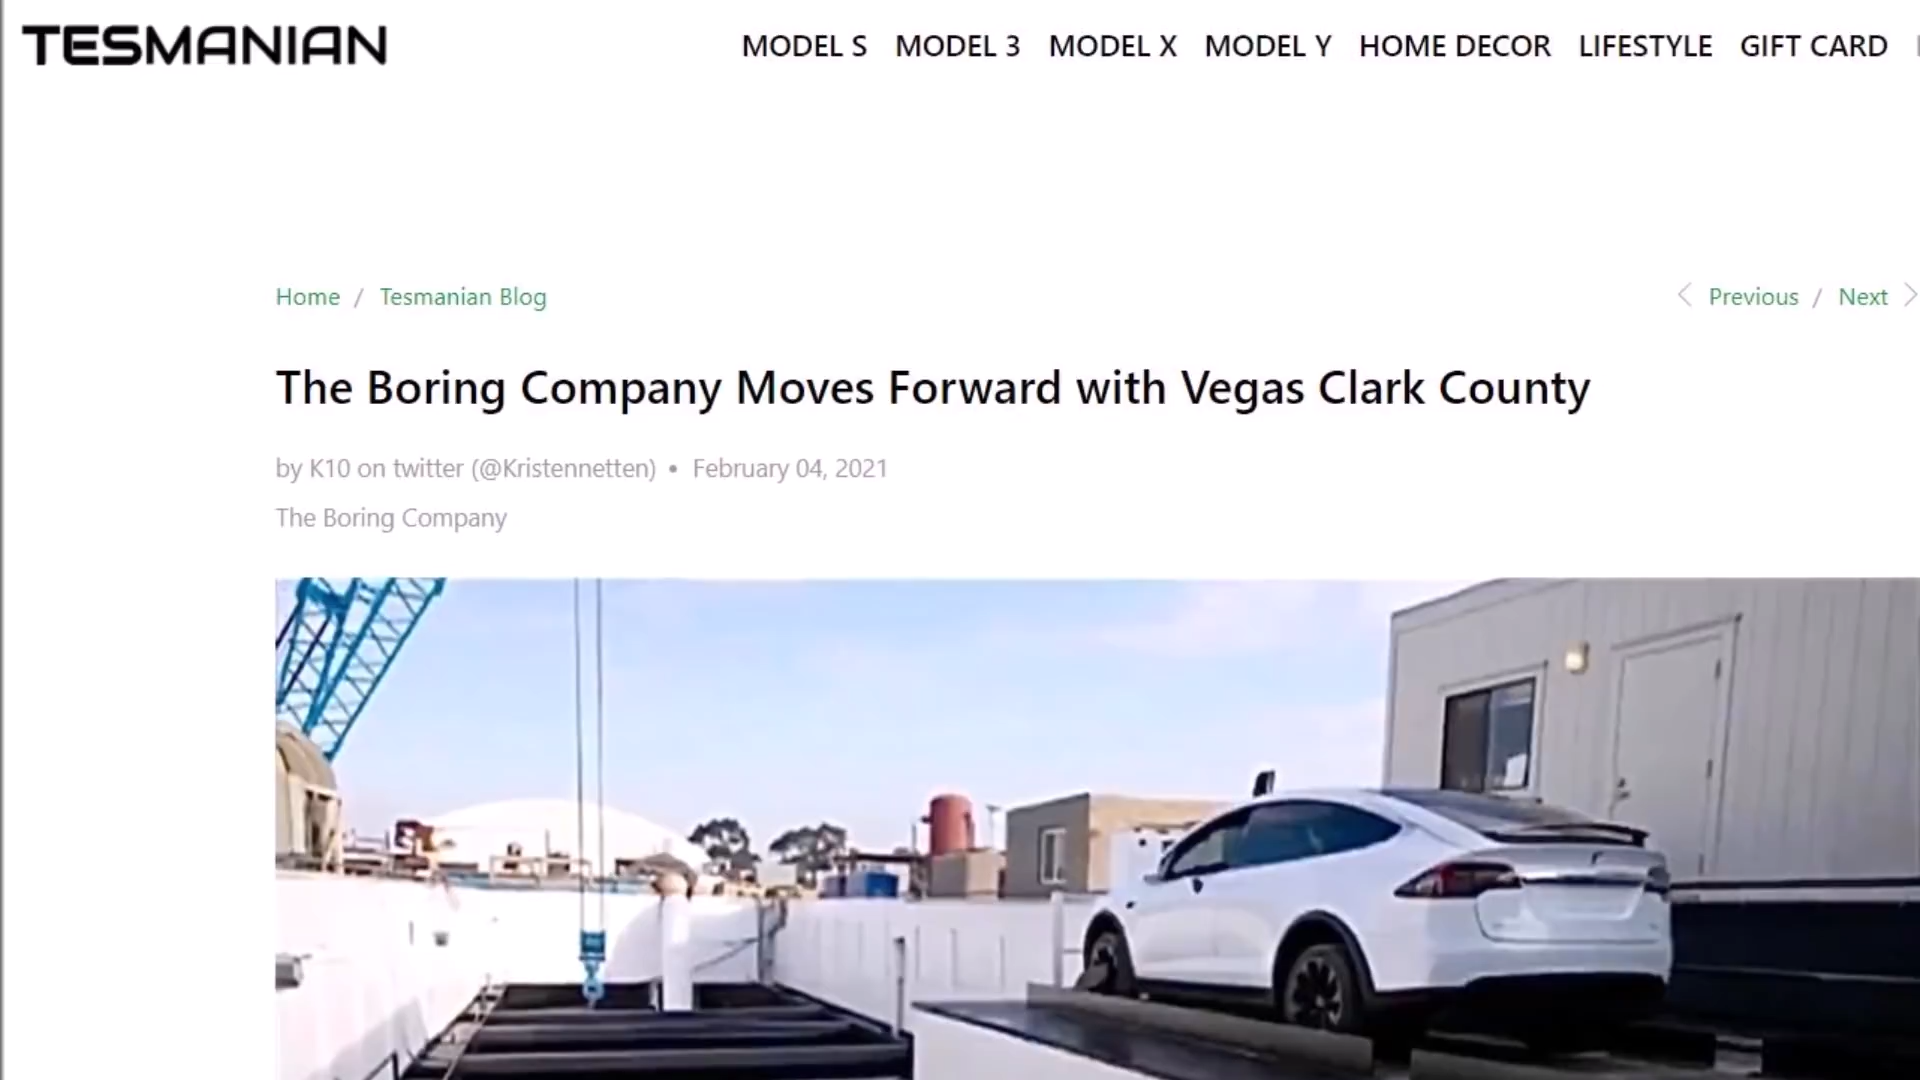 TESMANIAN
MODEL S MODEL 3 MODEL X MODEL Y HOME DECOR LIFESTYLE GIFT CARD
Home / Tesmanian Blog
Previous / Next
The Boring Company Moves Forward with Vegas Clark County
by K10 on twitter (@Kristennetten) • February 04, 2021
The Boring Company